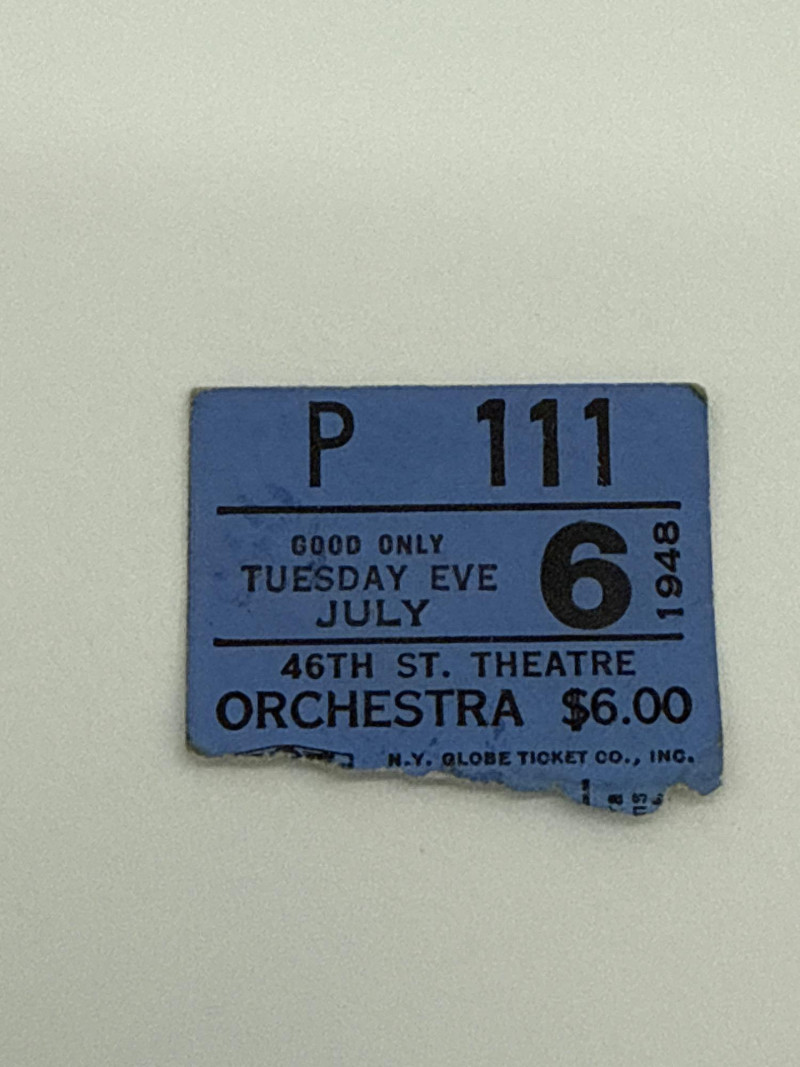 P 111
GOOD ONLY
TUESDAY EVE
JULY
6
1948
46TH ST. THEATRE
ORCHESTRA $6.00
N.Y. GLOBE TICKET CO., INC.